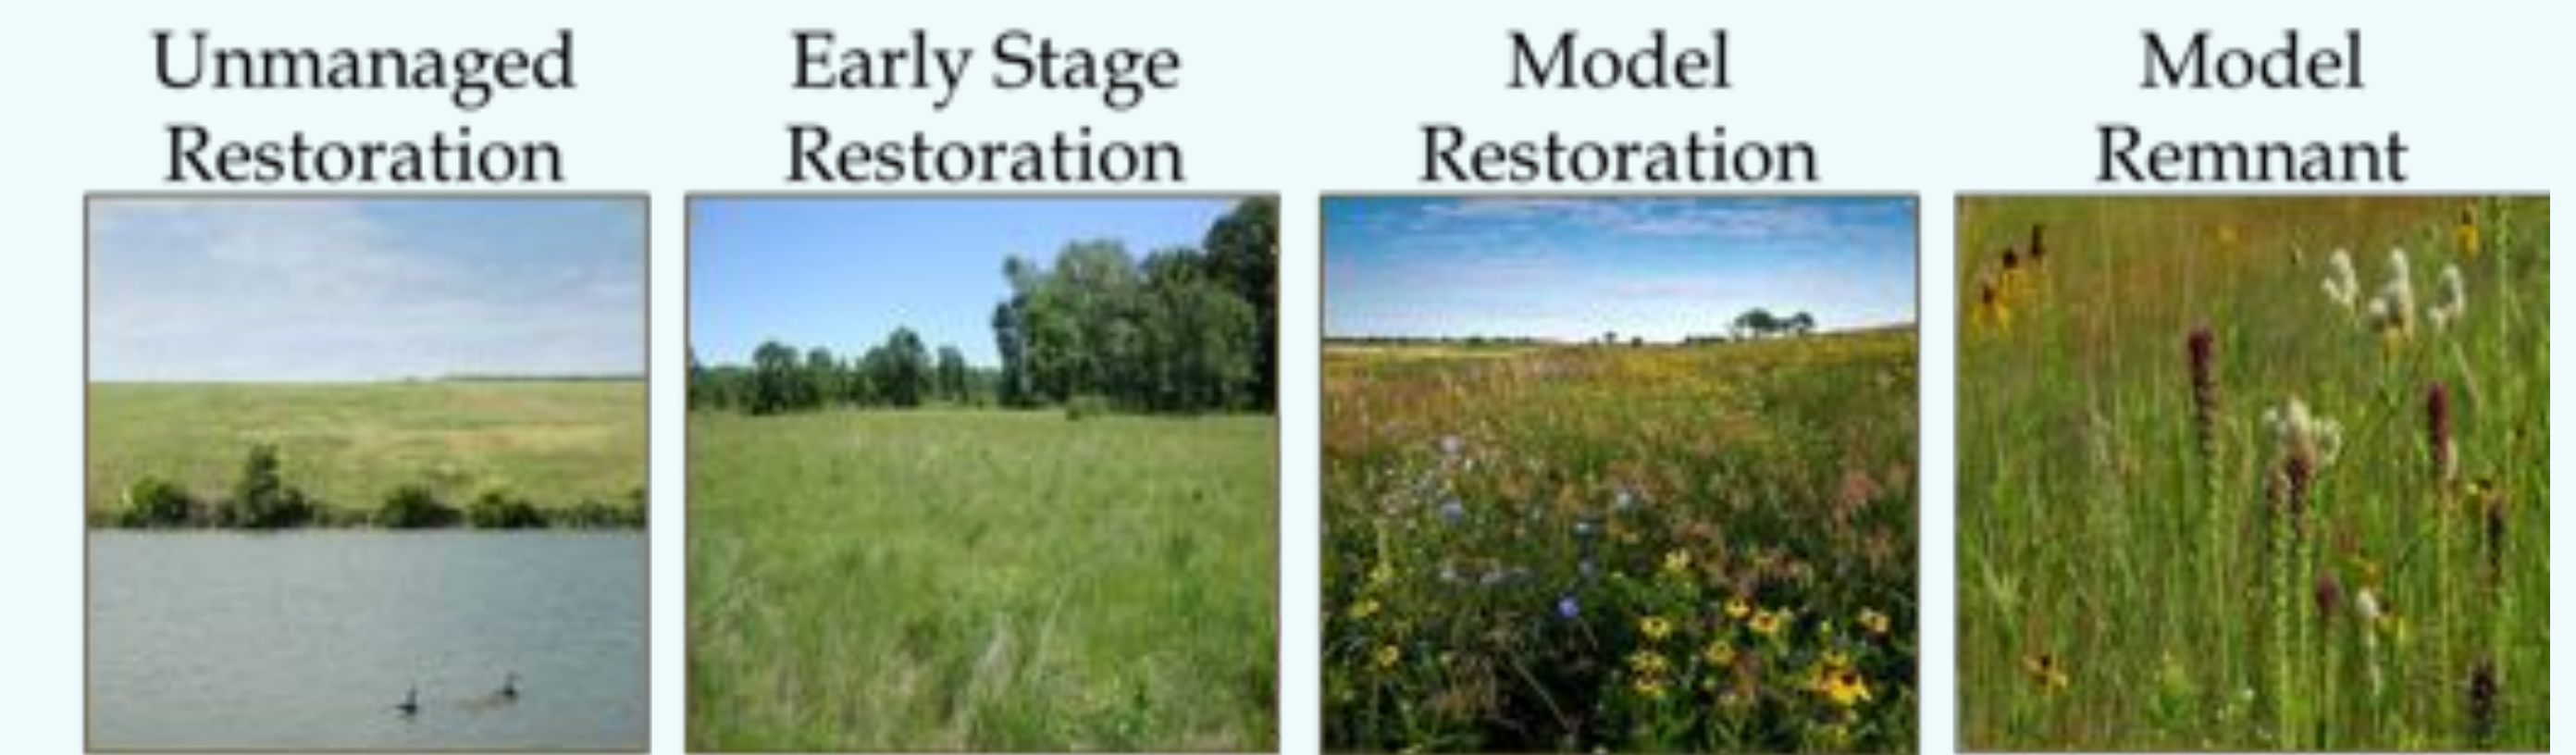 Unmanaged
Restoration
Early Stage
Restoration
Model
Restoration
Model
Remnant